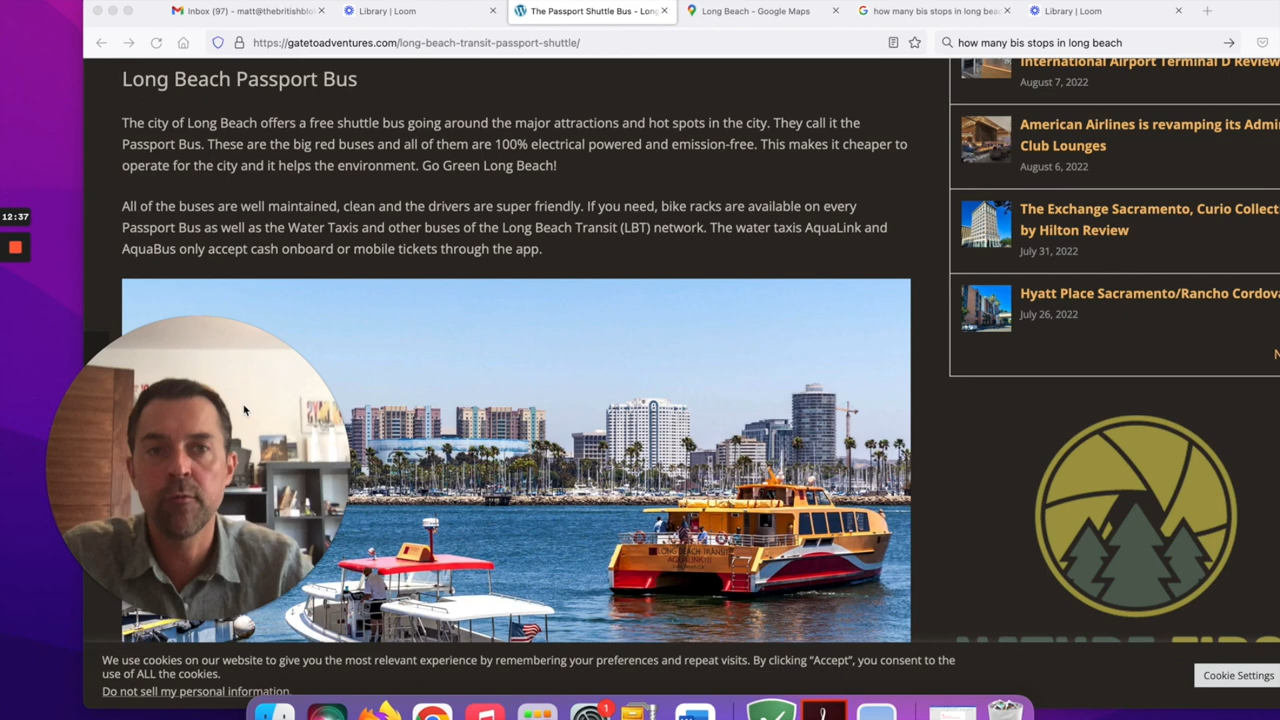 Inbox (97) - matt@thebritishblo
Library | Loom
The Passport Shuttle Bus - Long
Long Beach - Google Maps
how many bis stops in long beac
Library | Loom
https://gatetoadventures.com/long-beach-transit-passport-shuttle/
how many bis stops in long beach
Long Beach Passport Bus
The city of Long Beach offers a free shuttle bus going around the major attractions and hot spots in the city. They call it the
Passport Bus. These are the big red buses and all of them are 100% electrical powered and emission-free. This makes it cheaper to
operate for the city and it helps the environment. Go Green Long Beach!
All of the buses are well maintained, clean and the drivers are super friendly. If you need, bike racks are available on every
Passport Bus as well as the Water Taxis and other buses of the Long Beach Transit (LBT) network. The water taxis AquaLink and
AquaBus only accept cash onboard or mobile tickets through the app.
International Airport Terminal D Review
August 7, 2022
American Airlines is revamping its Admi
Club Lounges
August 6, 2022
The Exchange Sacramento, Curio Collect
by Hilton Review
July 31, 2022
Hyatt Place Sacramento/Rancho Cordova
July 26, 2022
12:37
LONG BEACH TRANSIT
We use cookies on our website to give you the most relevant experience by remembering your preferences and repeat visits. By clicking “Accept”, you consent to the
use of ALL the cookies.
Do not sell my personal information.
Cookie Settings
1